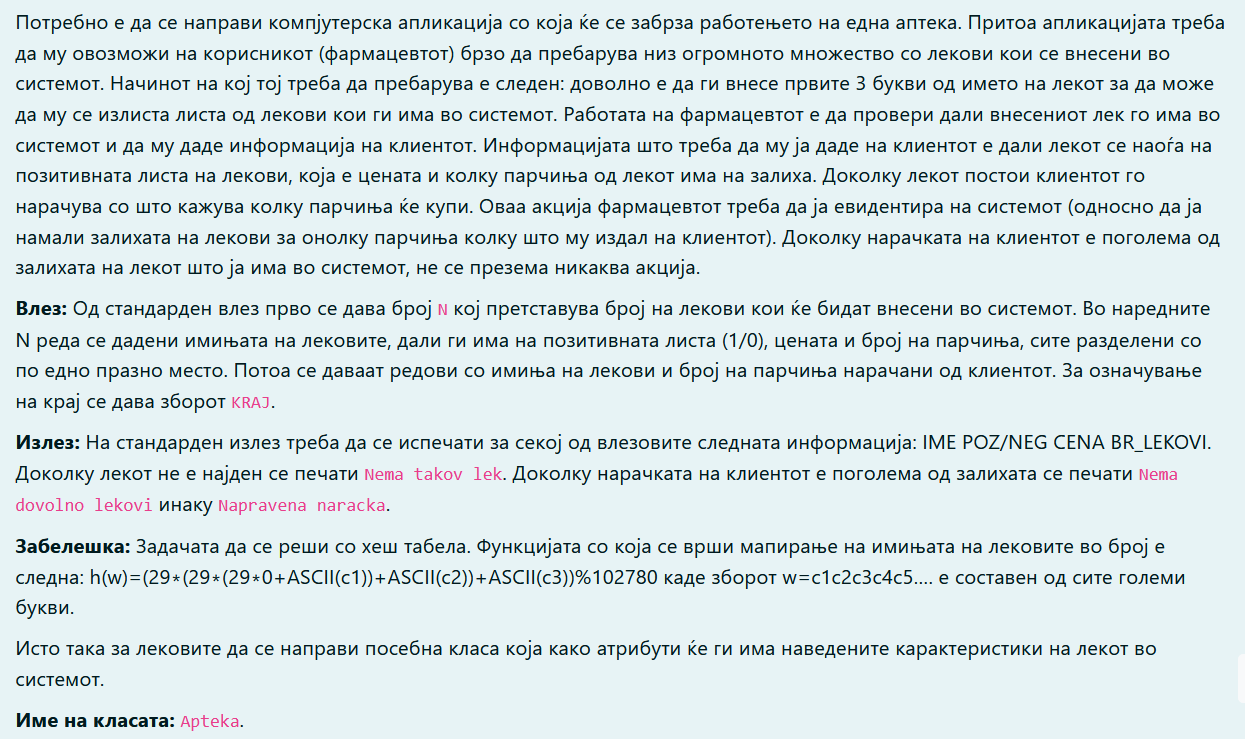 Потребно е да се направи компјутерска апликација со која ќе се забрза работењето на една аптека. Притоа апликацијата треба
да му овозможи на корисникот (фармацевтот) брзо да пребарува низ огромното множество со лекови кои се внесени во
системот. Начинот на кој тој треба да пребарува е следен: доволно е да ги внесе првите 3 букви од името на лекот за да може
да му се излиста листа од лекови кои ги има во системот. Работата на фармацевтот е да провери дали внесениот лек го има во
системот и да му даде информација на клиентот. Информацијата што треба да му ја даде на клиентот е дали лекот се наоѓа на
позитивната листа на лекови, која е цената и колку парчиња од лекот има на залиха. Доколку лекот постои клиентот го
нарачува со што кажува колку парчиња ќе купи. Оваа акција фармацевтот треба да ја евидентира на системот (односно да ја
намали залихата на лекови за онолку парчиња колку што му издал на клиентот). Доколку нарачката на клиентот е поголема од
залихата на лекот што ја има во системот, не се презема никаква акција.
Влез: Од стандарден влез прво се дава број N кој претставува број на лекови кои ќе бидат внесени во системот. Во наредните
N реда се дадени имињата на лековите, дали ги има на позитивната листа (1/0), цената и број на парчиња, сите разделени со
по едно празно место. Потоа се даваат редови со имиња на лекови и број на парчиња нарачани од клиентот. За означување
на крај се дава зборот KRAJ.
Излез: На стандарден излез треба да се испечати за секој од влезовите следната информација: IME POZ/NEG CENA BR_LEKOVI.
Доколку лекот не е најден се печати Nema takov lek. Доколку нарачката на клиентот е поголема од залихата се печати Nema
dovolno lekovi инаку Napravena naracka.
Забелешка: Задачата да се реши со хеш табела. Функцијата со која се врши мапирање на имињата на лековите во број е
следна: h(w)=(29∗(29∗(29∗0+ASCII(c1))+ASCII(c2))+ASCII(c3))%102780 каде зборот w=c1c2c3c4c5.... е составен од сите големи
букви.
Исто така за лековите да се направи посебна класа која како атрибути ќе ги има наведените карактеристики на лекот во
системот.
Име на класата: Apteka.